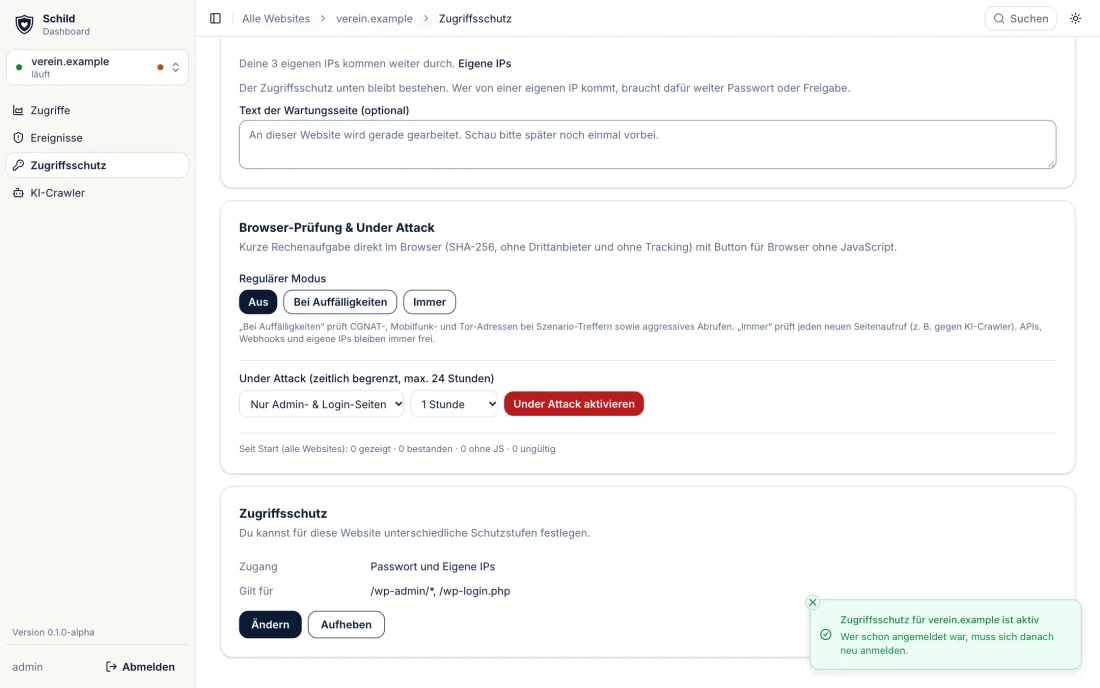 Schild
Dashboard
verein.example
läuft
Zugriffe
Ereignisse
Zugriffsschutz
KI-Crawler
Version 0.1.0-alpha
admin
Abmelden
Alle Websites
verein.example
Zugriffsschutz
Suchen
Deine 3 eigenen IPs kommen weiter durch. Eigene IPs
Der Zugriffsschutz unten bleibt bestehen. Wer von einer eigenen IP kommt, braucht dafür weiter Passwort oder Freigabe.
Text der Wartungsseite (optional)
An dieser Website wird gerade gearbeitet. Schau bitte später noch einmal vorbei.
Browser-Prüfung & Under Attack
Kurze Rechenaufgabe direkt im Browser (SHA-256, ohne Drittanbieter und ohne Tracking) mit Button für Browser ohne JavaScript.
Regulärer Modus
Aus
Bei Auffälligkeiten
Immer
„Bei Auffälligkeiten“ prüft CGNAT-, Mobilfunk- und Tor-Adressen bei Szenario-Treffern sowie aggressives Abrufen. „Immer“ prüft jeden neuen Seitenaufruf (z. B. gegen KI-Crawler). APIs,
Webhooks und eigene IPs bleiben immer frei.
Under Attack (zeitlich begrenzt, max. 24 Stunden)
Nur Admin- & Login-Seiten
1 Stunde
Under Attack aktivieren
Seit Start (alle Websites): 0 gezeigt · 0 bestanden · 0 ohne JS · 0 ungültig
Zugriffsschutz
Du kannst für diese Website unterschiedliche Schutzstufen festlegen.
Zugang
Passwort und Eigene IPs
Gilt für
/wp-admin/*, /wp-login.php
Ändern
Aufheben
Zugriffsschutz für verein.example ist aktiv
Wer schon angemeldet war, muss sich danach
neu anmelden.